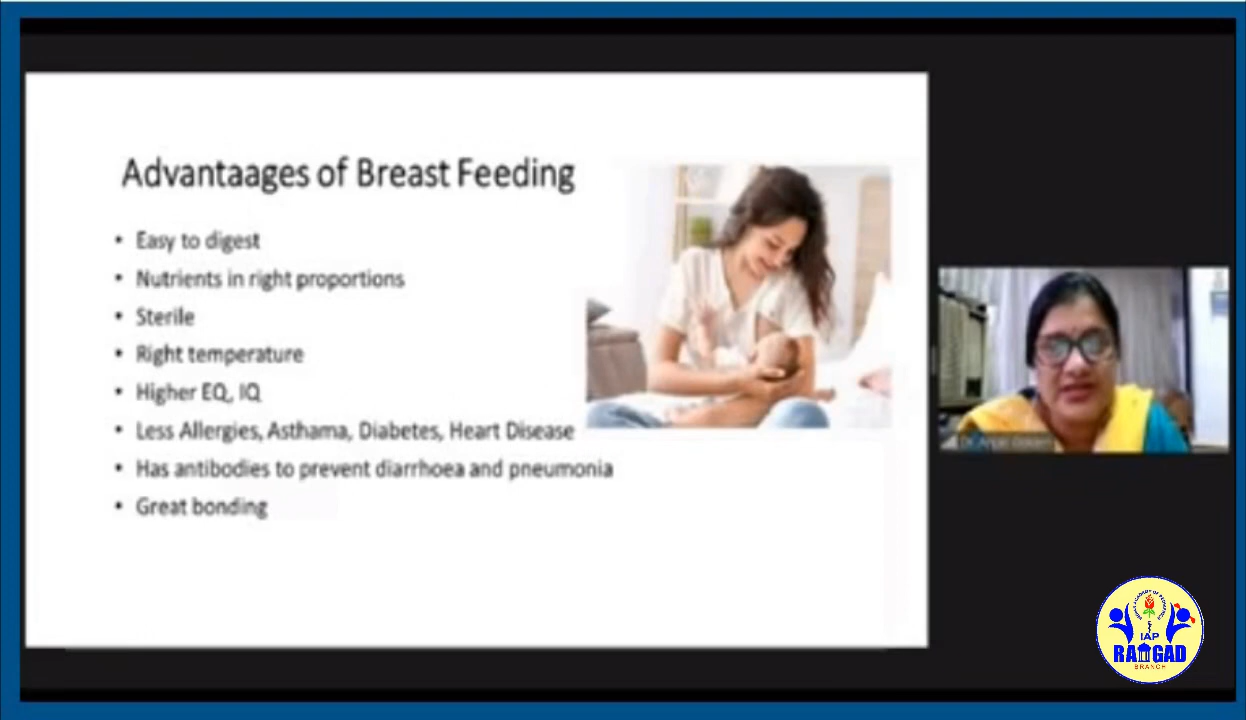 Advantaages of Breast Feeding
• Easy to digest
• Nutrients in right proportions
• Sterile
• Right temperature
• Higher EQ, IQ
• Less Allergies, Asthama, Diabetes, Heart Disease
• Has antibodies to prevent diarrhoea and pneumonia
• Great bonding
IAP
RAIGAD
BRANCH